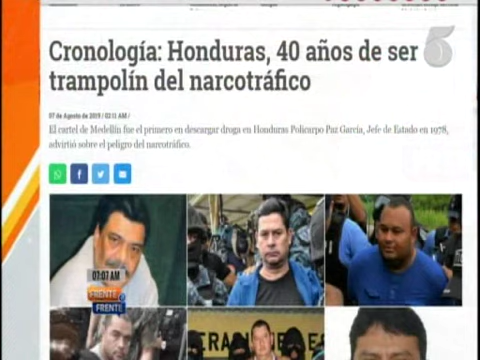 Cronología: Honduras, 40 años de ser
trampolín del narcotráfico
5
07 de Agosto de 2019 / 02:13 AM /
El cartel de Medellín fue el primero en descargar droga en Honduras Policarpo Paz García, Jefe de Estado en 1978,
advirtió sobre el peligro del narcotráfico.
07:07 AM
FRENTE
FRENTE